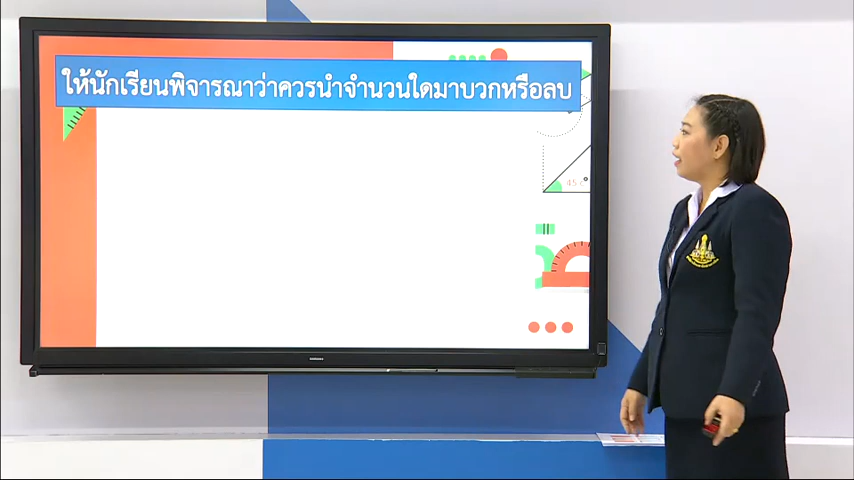 ให้นักเรียนพิจารณาว่าควรนำจำนวนใดมาบวกหรือลบ
45